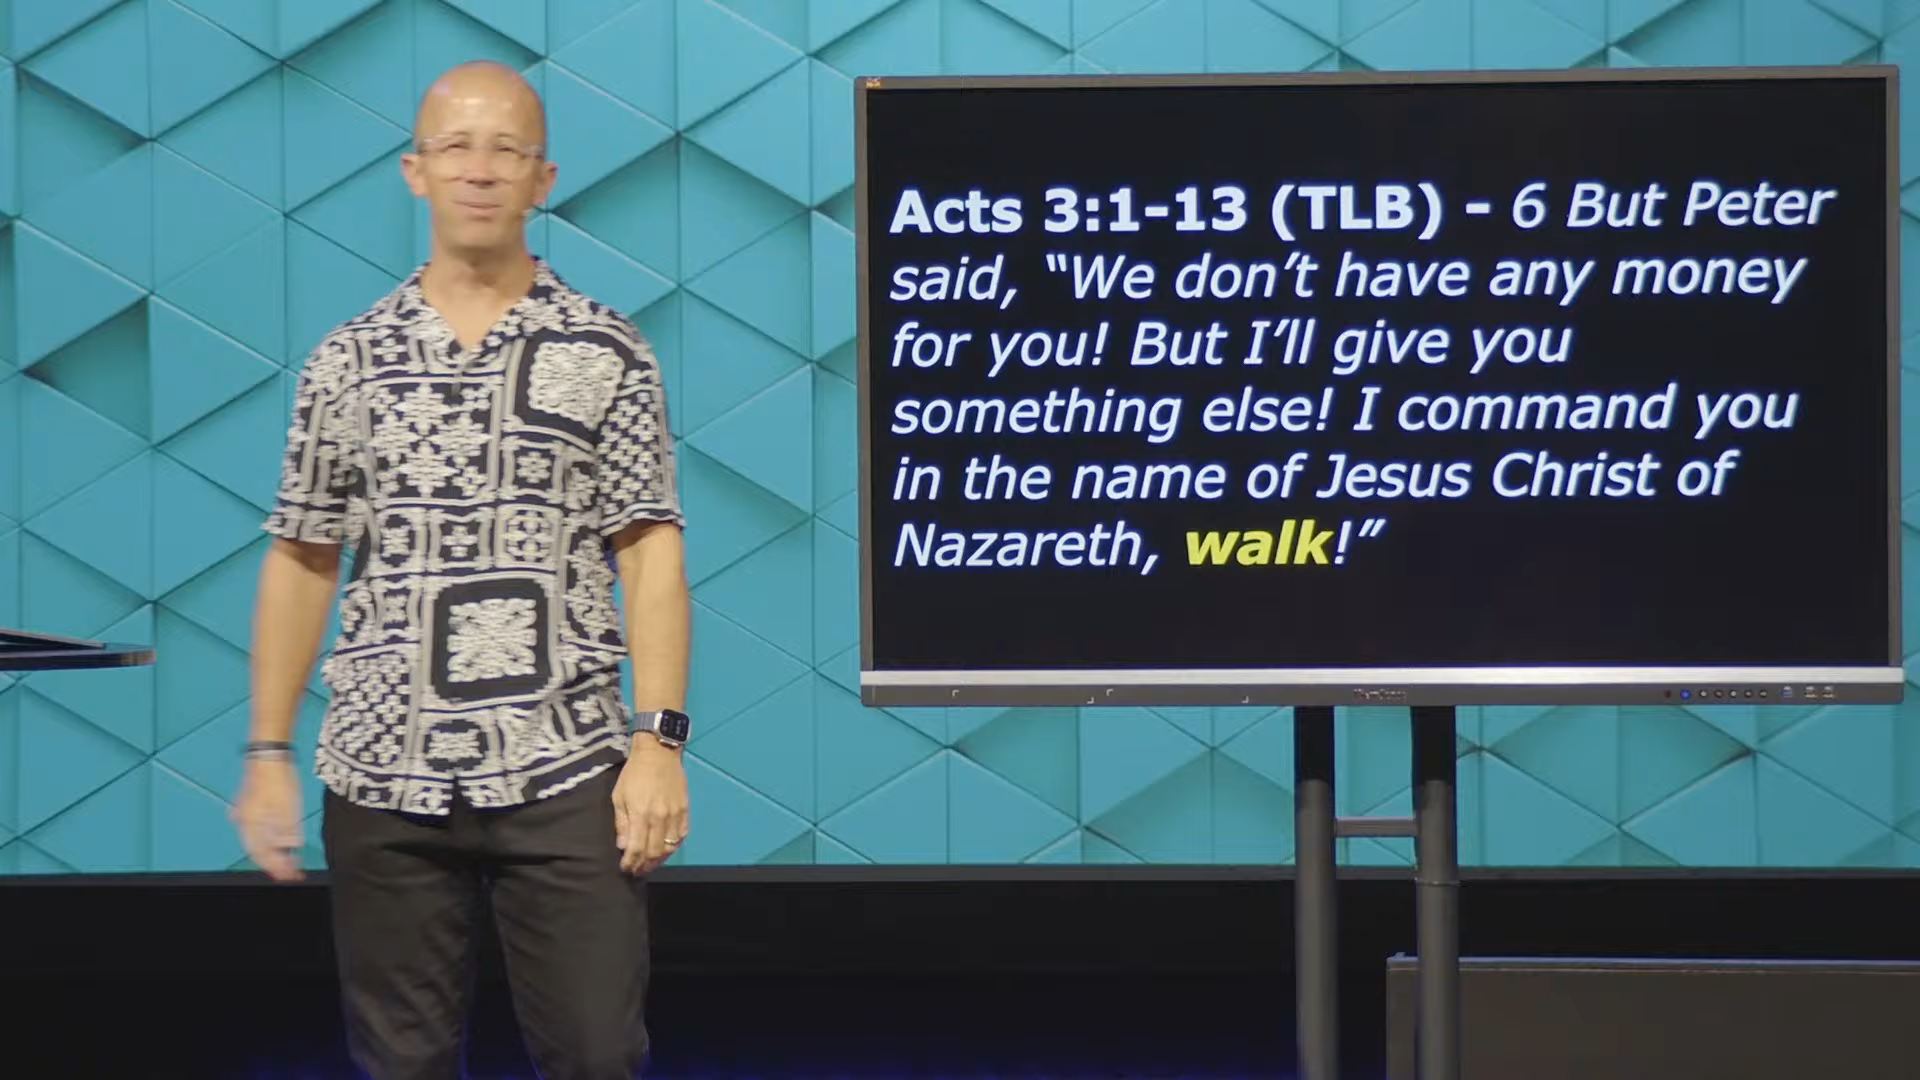 Acts 3:1-13 (TLB) - 6 But Peter
said, “We don’t have any money
for you! But I’ll give you
something else! I command you
in the name of Jesus Christ of
Nazareth, walk!”